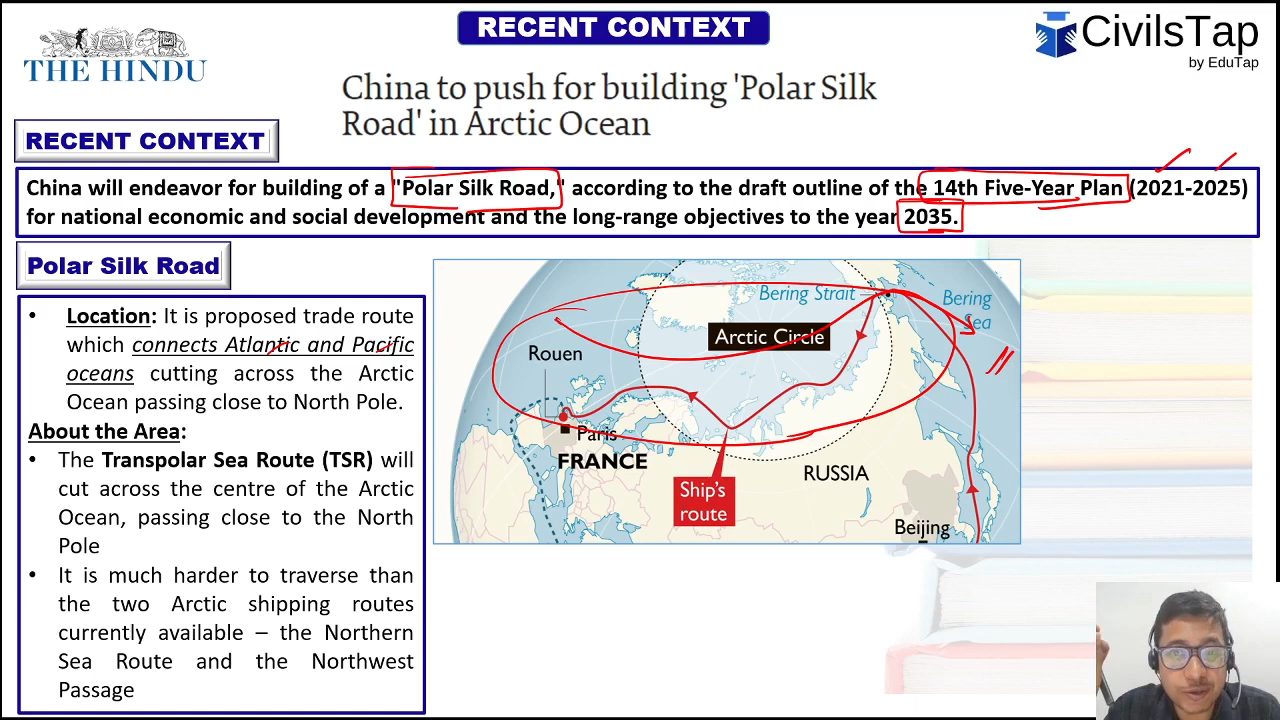 RECENT CONTEXT
THE HINDU
CivilsTap
by EduTap
China to push for building 'Polar Silk
Road' in Arctic Ocean
RECENT CONTEXT
China will endeavor for building of a "Polar Silk Road," according to the draft outline of the 14th Five-Year Plan (2021-2025)
for national economic and social development and the long-range objectives to the year 2035.
Polar Silk Road
• Location: It is proposed trade route
which connects Atlantic and Pacific
oceans cutting across the Arctic
Ocean passing close to North Pole.
About the Area:
• The Transpolar Sea Route (TSR) will
cut across the centre of the Arctic
Ocean, passing close to the North
Pole
• It is much harder to traverse than
the two Arctic shipping routes
currently available – the Northern
Sea Route and the Northwest
Passage
Bering Strait
Bering
Sea
Arctic Circle
Rouen
Paris
FRANCE
RUSSIA
Ship's
route
Beijing